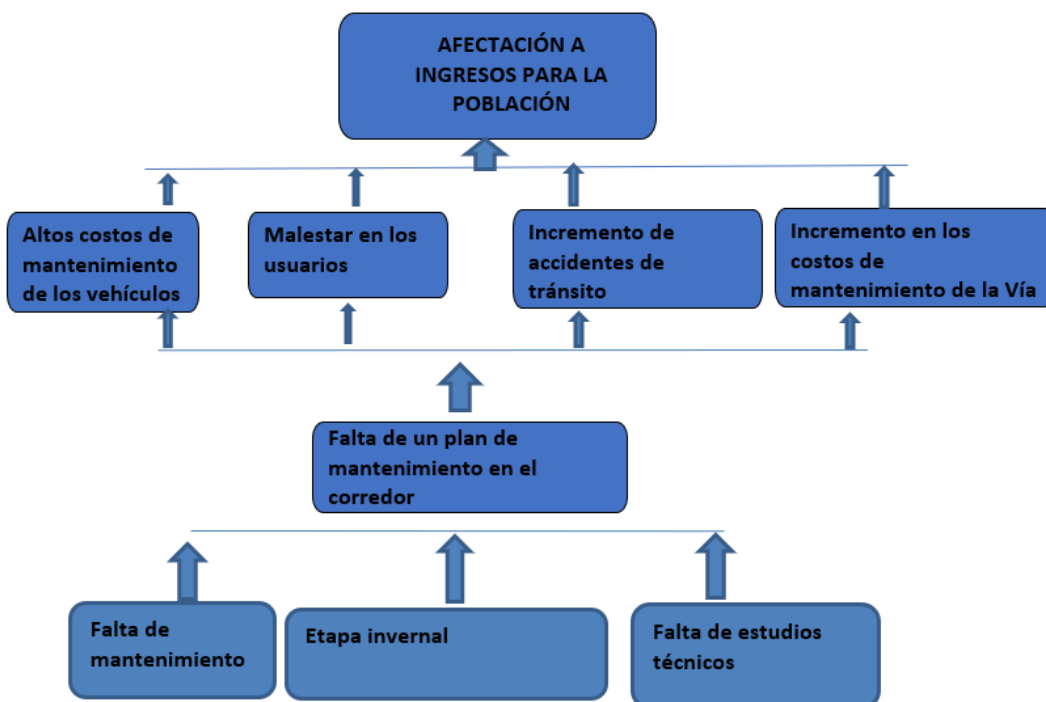 AFECTACIÓN A
INGRESOS PARA LA
POBLACIÓN
Altos costos de
mantenimiento
de los vehículos
Malestar en los
usuarios
Incremento de
accidentes de
tránsito
Incremento en los
costos de
mantenimiento de la Vía
Falta de un plan de
mantenimiento en el
corredor
Falta de
mantenimiento
Etapa invernal
Falta de estudios
técnicos